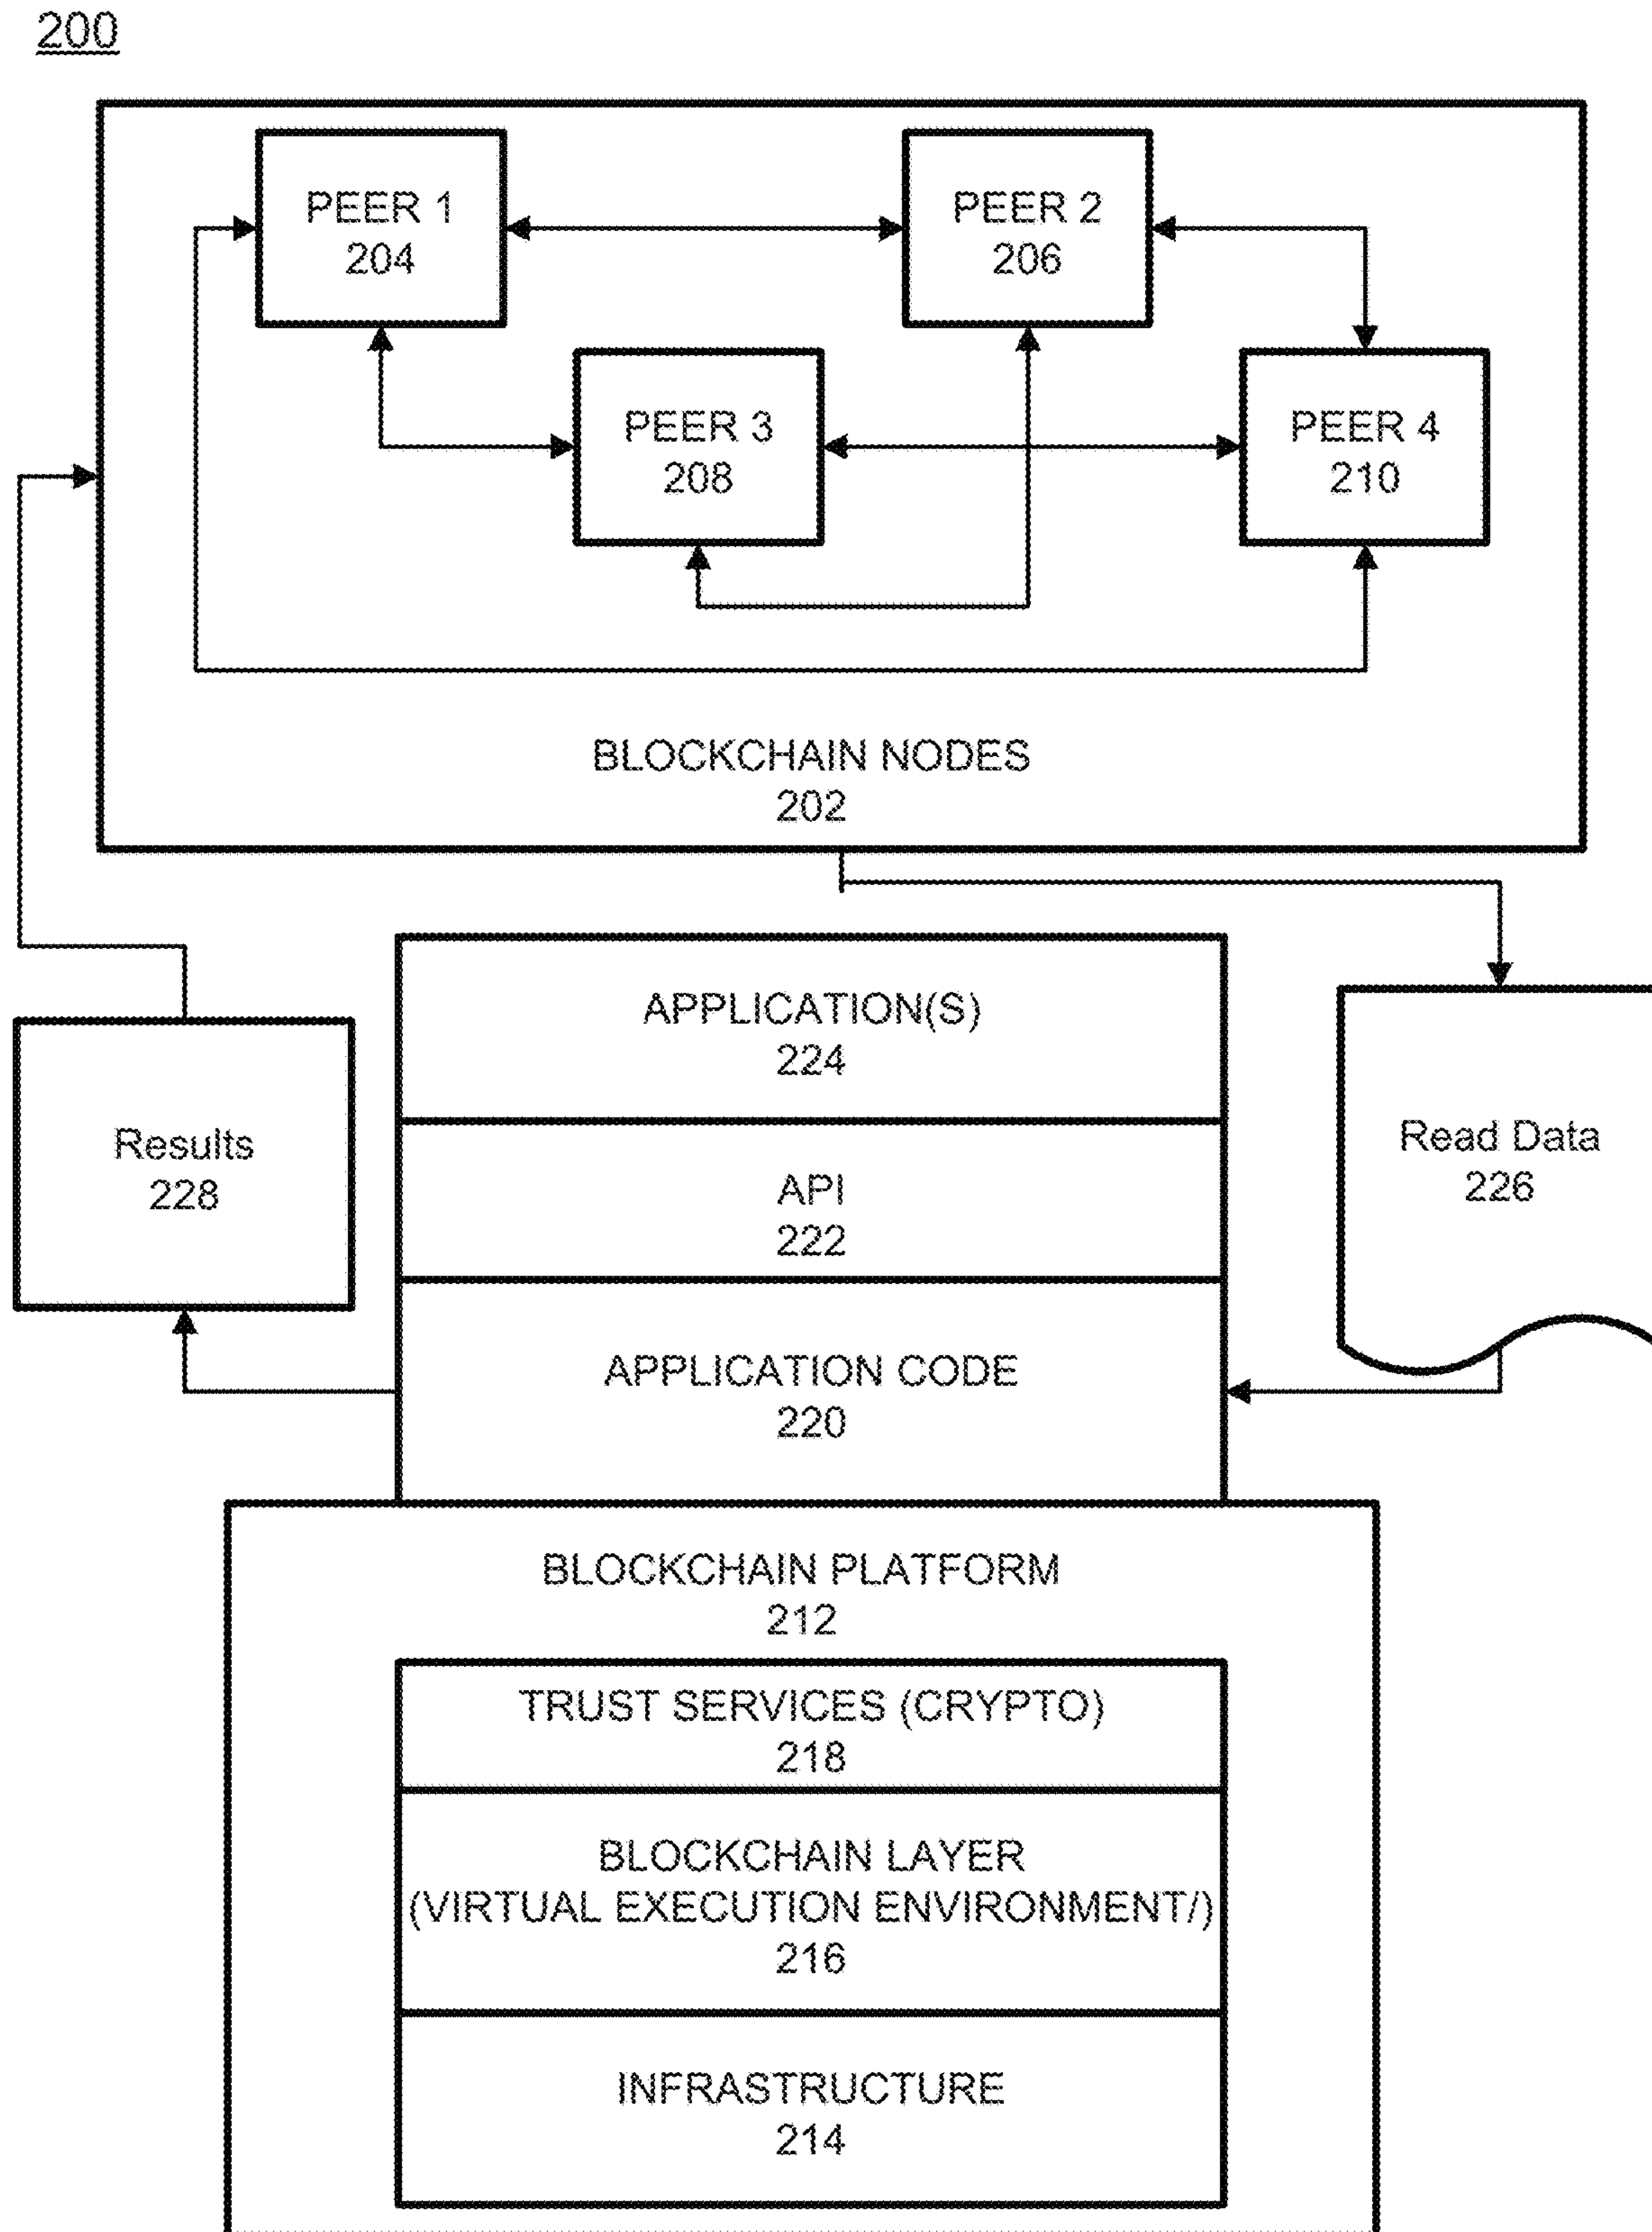 200
PEER 1
204
PEER 2
206
PEER 3
208
PEER 4
210
BLOCKCHAIN NODES
202
APPLICATION(S)
224
Results
228
API
222
Read Data
226
APPLICATION CODE
220
BLOCKCHAIN PLATFORM
212
TRUST SERVICES (CRYPTO)
218
BLOCKCHAIN LAYER
(VIRTUAL EXECUTION ENVIRONMENT/)
216
INFRASTRUCTURE
214